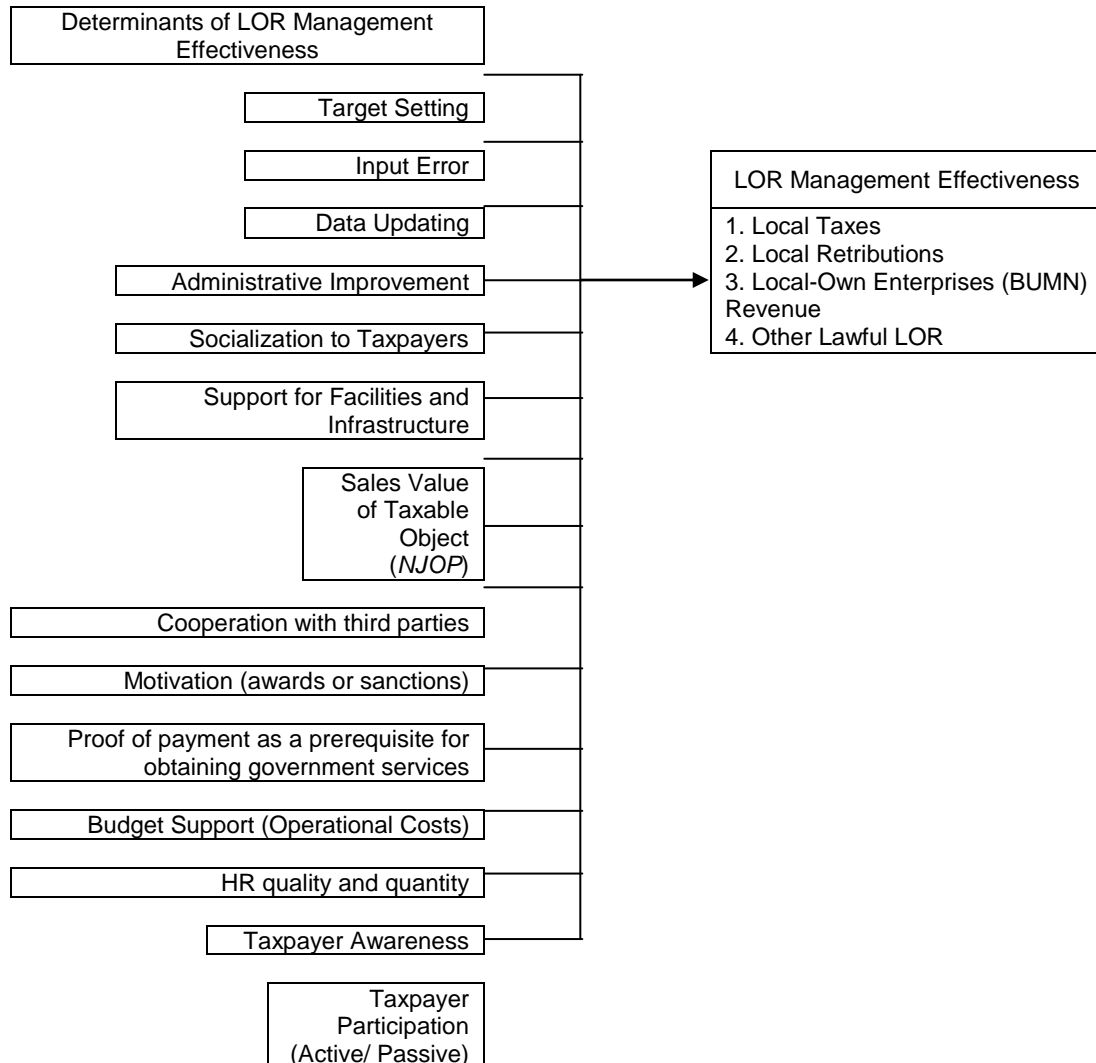 Determinants of LOR Management
Effectiveness
Target Setting
Input Error
Data Updating
Administrative Improvement
Socialization to Taxpayers
Support for Facilities and
Infrastructure
Sales Value
of Taxable
Object
(NJOP)
Cooperation with third parties
Motivation (awards or sanctions)
Proof of payment as a prerequisite for
obtaining government services
Budget Support (Operational Costs)
HR quality and quantity
Taxpayer Awareness
Taxpayer
Participation
(Active/ Passive)
LOR Management Effectiveness
1. Local Taxes
2. Local Retributions
3. Local-Own Enterprises (BUMN)
Revenue
4. Other Lawful LOR